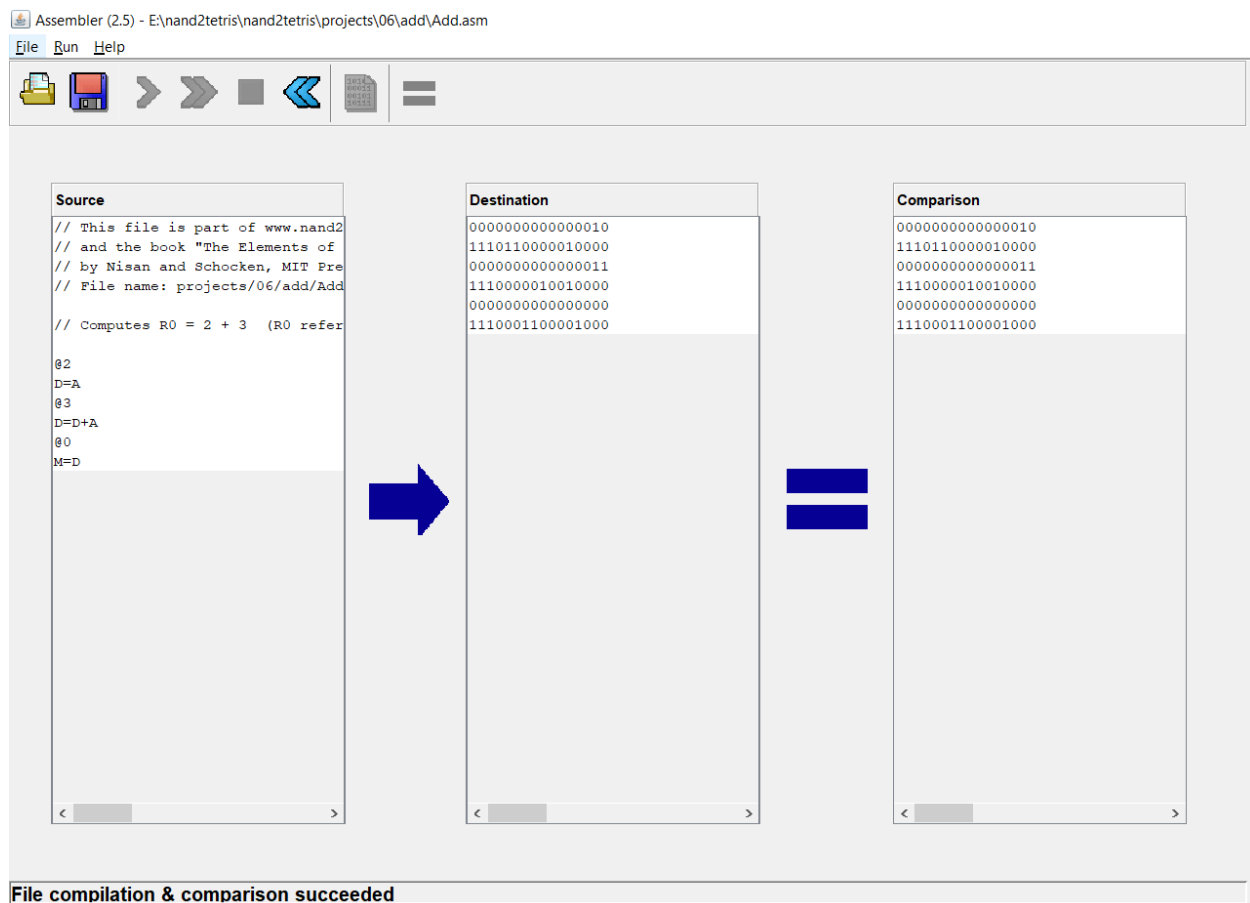 Assembler (2.5) - E:\nand2tetris\nand2tetris\projects\06\add\Add.asm
File Run Help
Source
// This file is part of www.nand2
// and the book "The Elements of
// by Nisan and Schocken, MIT Pre
// File name: projects/06/add/Add
// Computes R0 = 2 + 3  (R0 refer
@2
D=A
@3
D=D+A
@0
M=D
Destination
0000000000000010
1110110000010000
0000000000000011
1110000010010000
0000000000000000
1110001100001000
Comparison
0000000000000010
1110110000010000
0000000000000011
1110000010010000
0000000000000000
1110001100001000
File compilation & comparison succeeded